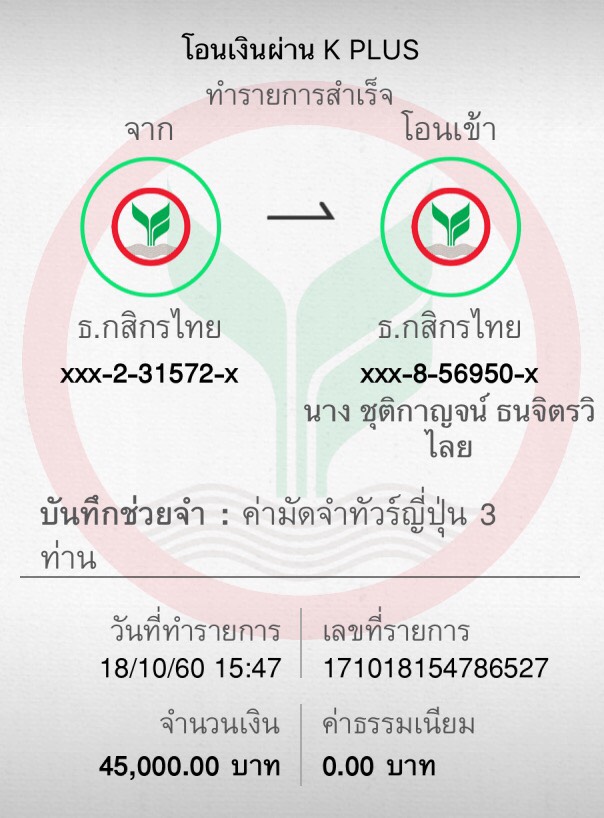 โอนเงินผ่าน K PLUS
ทำรายการสำเร็จ
จาก
โอนเข้า
ธ.กสิกรไทย
ธ.กสิกรไทย
xxx-2-31572-x
xxx-8-56950-x
นาง ชุติกาญจน์ ธนจิตรวิ
ไลย
บันทึกช่วยจำ : ค่ามัดจำทัวร์ญี่ปุ่น 3
ท่าน
วันที่ทำรายการ
เลขที่รายการ
18/10/60 15:47
171018154786527
จำนวนเงิน
ค่าธรรมเนียม
45,000.00 บาท
0.00 บาท